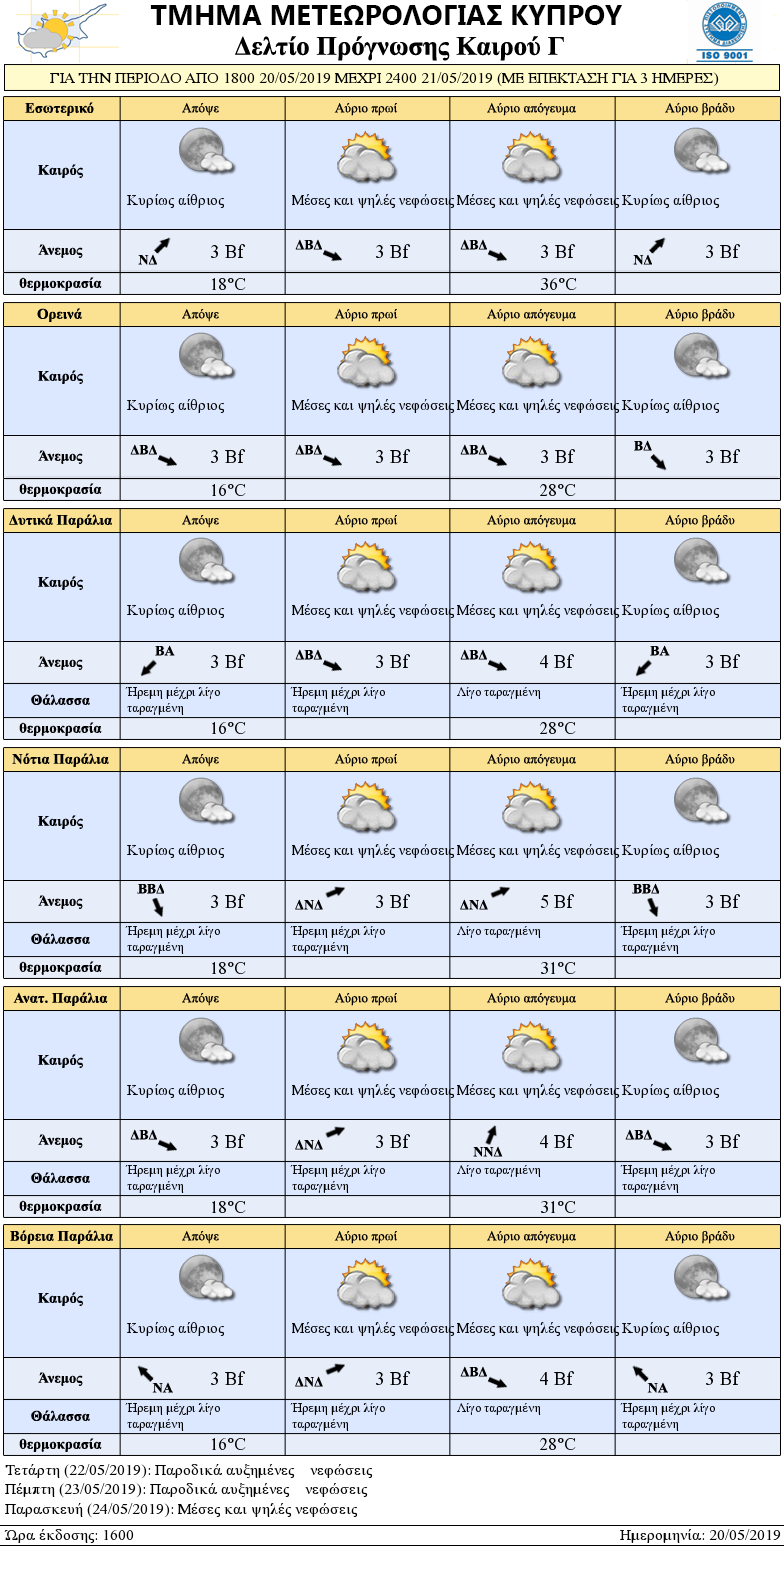 ΤΜΗΜΑ ΜΕΤΕΩΡΟΛΟΓΙΑΣ ΚΥΠΡΟΥ
Δελτίο Πρόγνωσης Καιρού Γ
ISO 9001
ΓΙΑ ΤΗΝ ΠΕΡΙΟΔΟ ΑΠΟ 1800 20/05/2019 ΜΕΧΡΙ 2400 21/05/2019 (ΜΕ ΕΠΕΚΤΑΣΗ ΓΙΑ 3 ΗΜΕΡΕΣ)
Εσωτερικό Απόψε Αύριο πρωί Αύριο απόγευμα Αύριο βράδυ
Καιρός
Κυρίως αίθριος Μέσες και ψηλές νεφώσεις Μέσες και ψηλές νεφώσεις Κυρίως αίθριος
Άνεμος ΝΔ 3 Bf ΔΒΔ 3 Bf ΔΒΔ 3 Bf ΝΔ 3 Bf
θερμοκρασία 18°C 36°C
Ορεινά Απόψε Αύριο πρωί Αύριο απόγευμα Αύριο βράδυ
Καιρός
Κυρίως αίθριος Μέσες και ψηλές νεφώσεις Μέσες και ψηλές νεφώσεις Κυρίως αίθριος
Άνεμος ΔΒΔ 3 Bf ΔΒΔ 3 Bf ΔΒΔ 3 Bf ΒΔ 3 Bf
θερμοκρασία 16°C 28°C
Δυτικά Παράλια Απόψε Αύριο πρωί Αύριο απόγευμα Αύριο βράδυ
Καιρός
Κυρίως αίθριος Μέσες και ψηλές νεφώσεις Μέσες και ψηλές νεφώσεις Κυρίως αίθριος
Άνεμος ΒΑ 3 Bf ΔΒΔ 3 Bf ΔΒΔ 4 Bf ΒΑ 3 Bf
Θάλασσα Ήρεμη μέχρι λίγο ταραγμένη Ήρεμη μέχρι λίγο ταραγμένη Λίγο ταραγμένη Ήρεμη μέχρι λίγο ταραγμένη
θερμοκρασία 16°C 28°C
Νότια Παράλια Απόψε Αύριο πρωί Αύριο απόγευμα Αύριο βράδυ
Καιρός
Κυρίως αίθριος Μέσες και ψηλές νεφώσεις Μέσες και ψηλές νεφώσεις Κυρίως αίθριος
Άνεμος ΒΒΔ 3 Bf ΔΝΔ 3 Bf ΔΝΔ 5 Bf ΒΒΔ 3 Bf
Θάλασσα Ήρεμη μέχρι λίγο ταραγμένη Ήρεμη μέχρι λίγο ταραγμένη Λίγο ταραγμένη Ήρεμη μέχρι λίγο ταραγμένη
θερμοκρασία 18°C 31°C
Ανατ. Παράλια Απόψε Αύριο πρωί Αύριο απόγευμα Αύριο βράδυ
Καιρός
Κυρίως αίθριος Μέσες και ψηλές νεφώσεις Μέσες και ψηλές νεφώσεις Κυρίως αίθριος
Άνεμος ΔΒΔ 3 Bf ΔΝΔ 3 Bf ΝΝΔ 4 Bf ΔΒΔ 3 Bf
Θάλασσα Ήρεμη μέχρι λίγο ταραγμένη Ήρεμη μέχρι λίγο ταραγμένη Λίγο ταραγμένη Ήρεμη μέχρι λίγο ταραγμένη
θερμοκρασία 18°C 31°C
Βόρεια Παράλια Απόψε Αύριο πρωί Αύριο απόγευμα Αύριο βράδυ
Καιρός
Κυρίως αίθριος Μέσες και ψηλές νεφώσεις Μέσες και ψηλές νεφώσεις Κυρίως αίθριος
Άνεμος ΝΑ 3 Bf ΔΝΔ 3 Bf ΔΒΔ 4 Bf ΝΑ 3 Bf
Θάλασσα Ήρεμη μέχρι λίγο ταραγμένη Ήρεμη μέχρι λίγο ταραγμένη Λίγο ταραγμένη Ήρεμη μέχρι λίγο ταραγμένη
θερμοκρασία 16°C 28°C
Τετάρτη (22/05/2019): Παροδικά αυξημένες νεφώσεις
Πέμπτη (23/05/2019): Παροδικά αυξημένες νεφώσεις
Παρασκευή (24/05/2019): Μέσες και ψηλές νεφώσεις
Ώρα έκδοσης: 1600 Ημερομηνία: 20/05/2019